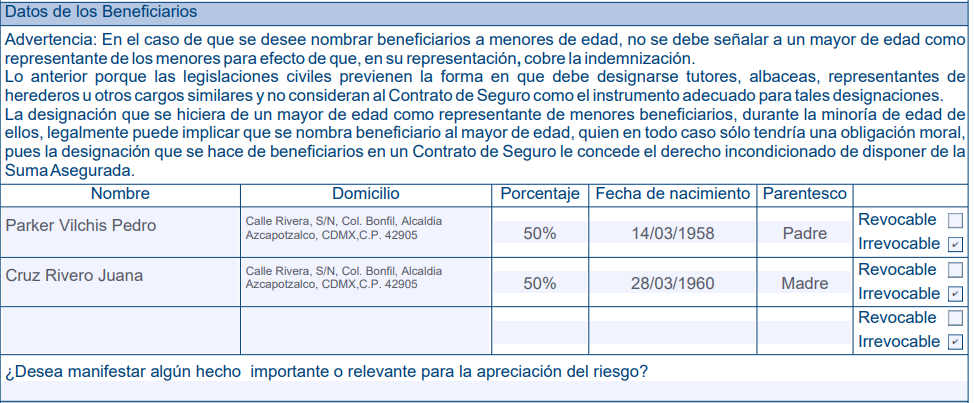 Datos de los Beneficiarios
Advertencia: En el caso de que se desee nombrar beneficiarios a menores de edad, no se debe señalar a un mayor de edad como
representante de los menores para efecto de que, en su representación, cobre la indemnización.
Lo anterior porque las legislaciones civiles previenen la forma en que debe designarse tutores, albaceas, representantes de
herederos u otros cargos similares y no consideran al Contrato de Seguro como el instrumento adecuado para tales designaciones.
La designación que se hiciera de un mayor de edad como representante de menores beneficiarios, durante la minoría de edad de
ellos, legalmente puede implicar que se nombra beneficiario al mayor de edad, quien en todo caso sólo tendría una obligación moral,
pues la designación que se hace de beneficiarios en un Contrato de Seguro le concede el derecho incondicionado de disponer de la
Suma Asegurada.
Nombre Domicilio Porcentaje Fecha de nacimiento Parentesco
Parker Vilchis Pedro
Calle Rivera, S/N, Col. Bonfil, Alcaldia
Azcapotzalco, CDMX,C.P. 42905
50% 14/03/1958 Padre
Revocable
Irrevocable ✓
Cruz Rivero Juana
Calle Rivera, S/N, Col. Bonfil, Alcaldia
Azcapotzalco, CDMX,C.P. 42905
50% 28/03/1960 Madre
Revocable
Irrevocable ✓
Revocable
Irrevocable ✓
¿Desea manifestar algún hecho importante o relevante para la apreciación del riesgo?